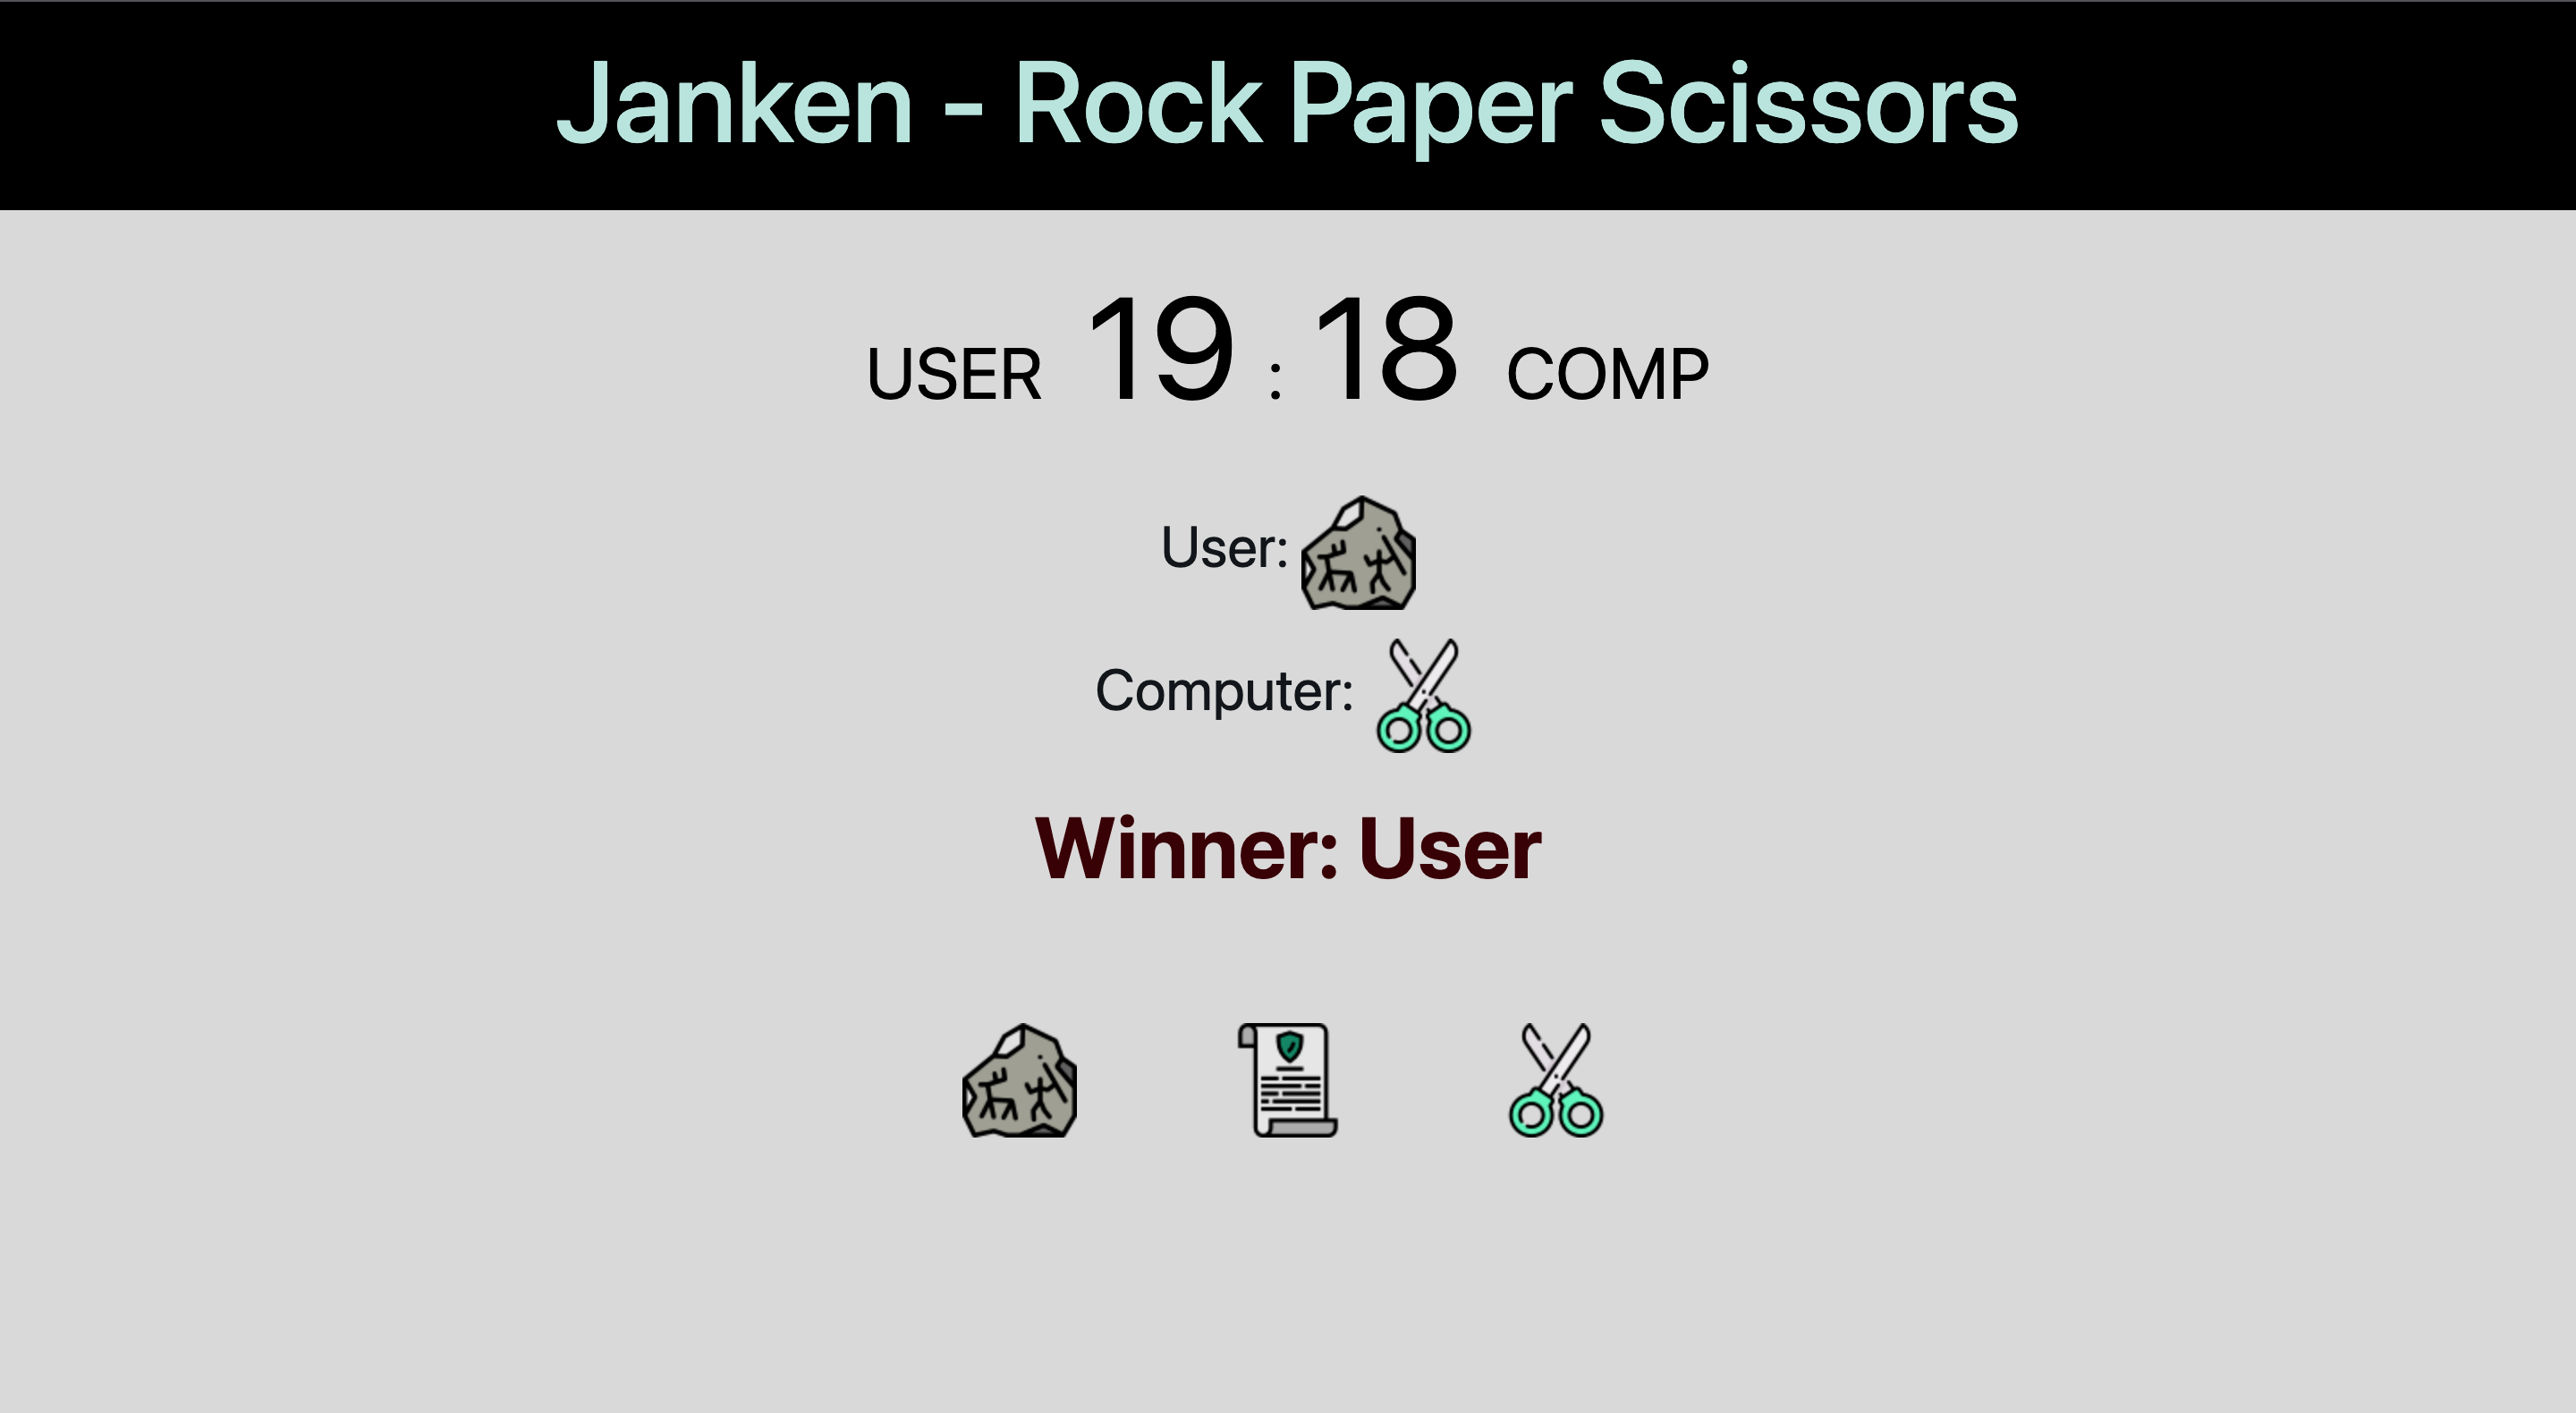 Janken - Rock Paper Scissors
USER 19 : 18 COMP
User:
Computer:
Winner: User